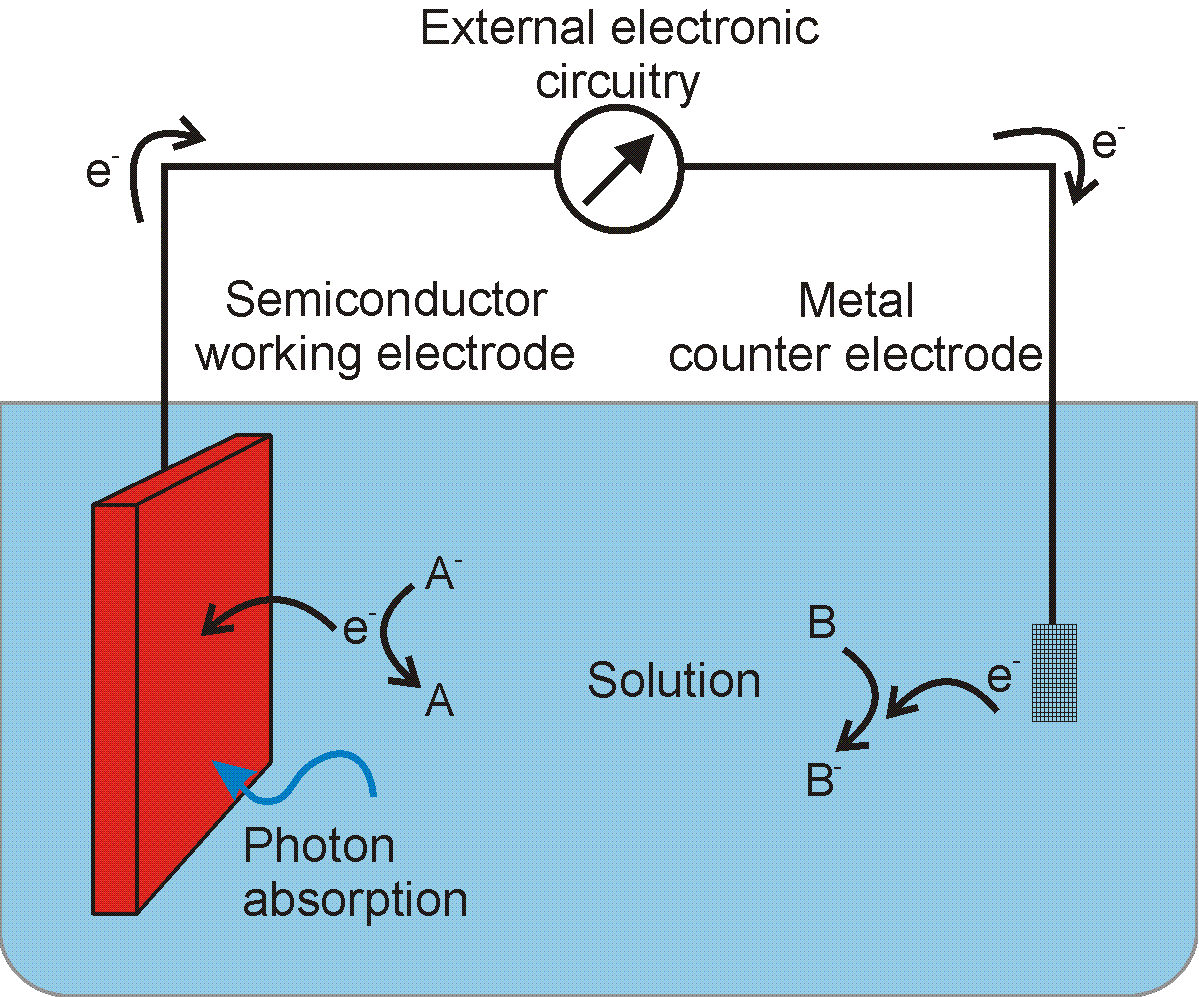 External electronic
circuitry
e⁻
e⁻
Semiconductor
working electrode
Metal
counter electrode
A⁻
e⁻
A
B
Solution
e⁻
B⁻
Photon
absorption